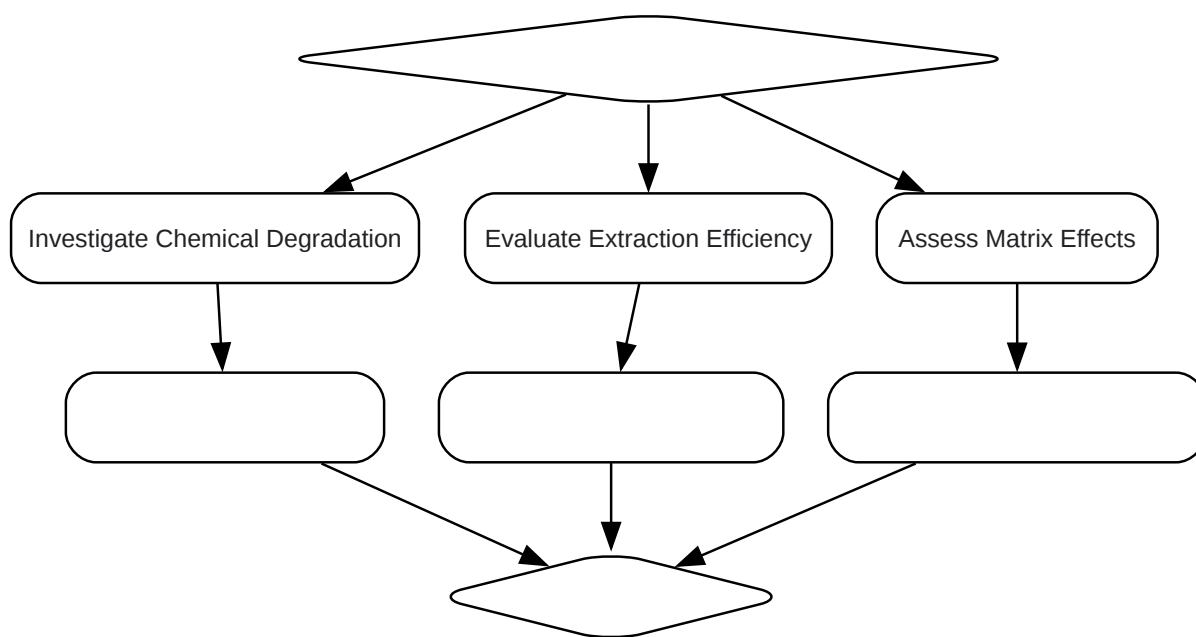 Investigate Chemical Degradation
Evaluate Extraction Efficiency
Assess Matrix Effects